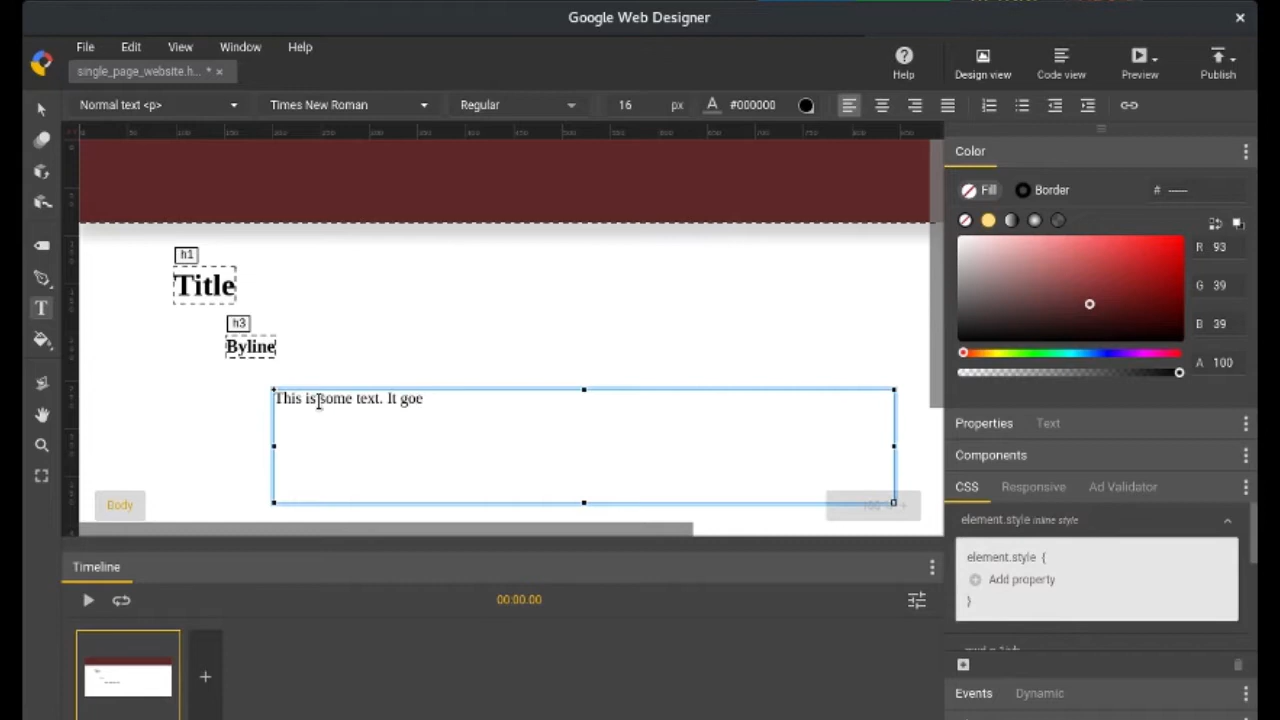 Google Web Designer
File Edit View Window Help
single_page_website.h... *
Help Design view Code view Preview Publish
Normal text <p> Times New Roman Regular 16 px #000000
Color
Fill Border #
R 93
G 39
B 39
A 100
h1
Title
h3
Byline
This is some text. It goe
Body
100 % +
Properties Text
Components
CSS Responsive Ad Validator
element.style inline style
element.style {
Add property
}
Timeline
00:00.00
Events Dynamic